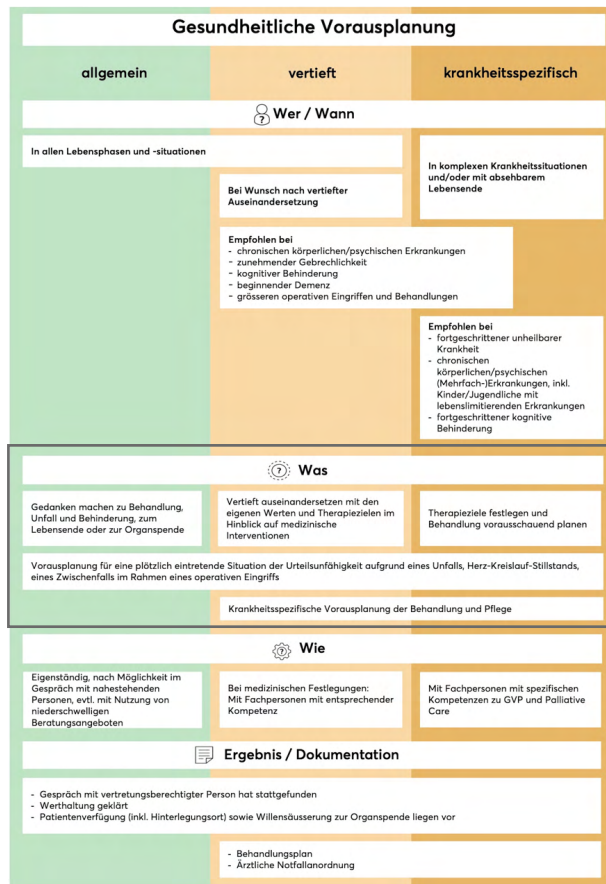 Gesundheitliche Vorausplanung
allgemein
vertieft
krankheitsspezifisch
Wer / Wann
In allen Lebensphasen und -situationen
In komplexen Krankheitssituationen
und/oder mit absehbarem
Lebensende
Bei Wunsch nach vertiefter
Auseinandersetzung
Empfohlen bei
- chronischen körperlichen/psychischen Erkrankungen
- zunehmender Gebrechlichkeit
- kognitiver Behinderung
- beginnender Demenz
- grösseren operativen Eingriffen und Behandlungen
Empfohlen bei
- fortgeschrittener unheilbarer
Krankheit
- chronischen
körperlichen/psychischen
(Mehrfach-)Erkrankungen, inkl.
Kinder/Jugendliche mit
lebenslimitierenden Erkrankungen
- fortgeschrittener kognitive
Behinderung
Was
Gedanken machen zu Behandlung,
Unfall und Behinderung, zum
Lebensende oder zur Organspende
Vertieft auseinandersetzen mit den
eigenen Werten und Therapiezielen im
Hinblick auf medizinische
Interventionen
Therapieziele festlegen und
Behandlung vorausschauend planen
Vorausplanung für eine plötzlich eintretende Situation der Urteilsunfähigkeit aufgrund eines Unfalls, Herz-Kreislauf-Stillstands,
eines Zwischenfalls im Rahmen eines operativen Eingriffs
Krankheitsspezifische Vorausplanung der Behandlung und Pflege
Wie
Eigenständig, nach Möglichkeit im
Gespräch mit nahestehenden
Personen, evtl. mit Nutzung von
niederschwelligen
Beratungsangeboten
Bei medizinischen Festlegungen:
Mit Fachpersonen mit entsprechender
Kompetenz
Mit Fachpersonen mit spezifischen
Kompetenzen zu GVP und Palliative
Care
Ergebnis / Dokumentation
- Gespräch mit vertretungsberechtigter Person hat stattgefunden
- Werthaltung geklärt
- Patientenverfügung (inkl. Hinterlegungsort) sowie Willensäusserung zur Organspende liegen vor
- Behandlungsplan
- Ärztliche Notfallanordnung